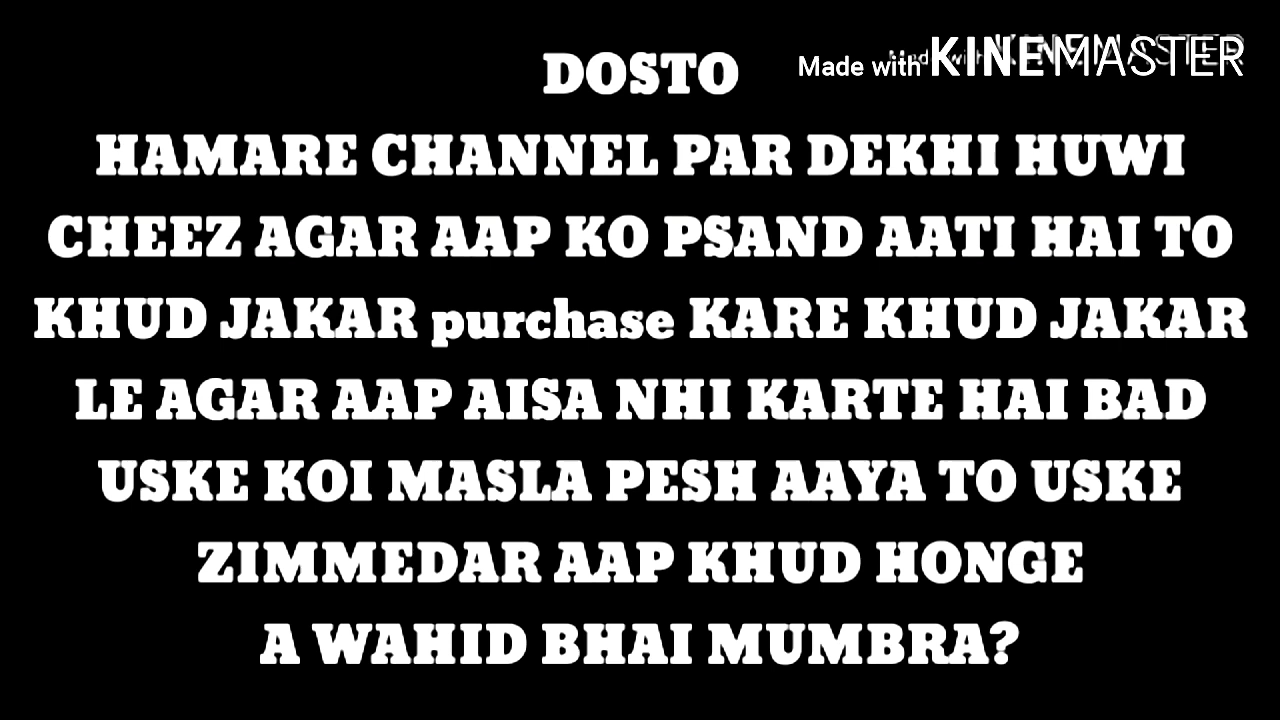 DOSTO
Made with KINEMASTER
HAMARE CHANNEL PAR DEKHI HUWI
CHEEZ AGAR AAP KO PSAND AATI HAI TO
KHUD JAKAR purchase KARE KHUD JAKAR
LE AGAR AAP AISA NHI KARTE HAI BAD
USKE KOI MASLA PESH AAYA TO USKE
ZIMMEDAR AAP KHUD HONGE
A WAHID BHAI MUMBRA?